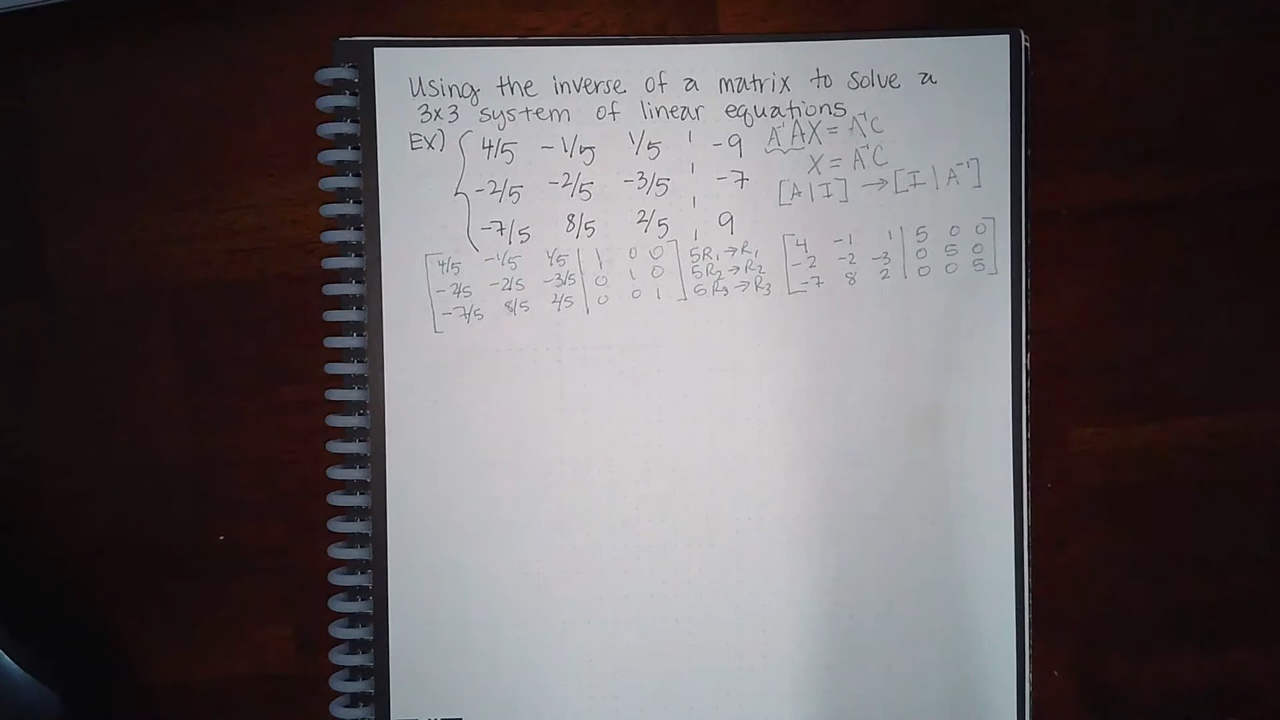 Using the inverse of a matrix to solve a
3x3 system of linear equations
EX) { 4/5 -1/5 1/5 ¦ -9
-2/5 -2/5 -3/5 ¦ -7
-7/5 8/5 2/5 ¦ 9
A⁻¹AX = A⁻¹C
X = A⁻¹C
[A | I] → [I | A⁻¹]
[ 4/5 -1/5 1/5 | 1 0 0 ] 5R₁→R₁ [ 4 -1 1 | 5 0 0 ]
-2/5 -2/5 -3/5 | 0 1 0 5R₂→R₂ -2 -2 -3 | 0 5 0
-7/5 8/5 2/5 | 0 0 1 5R₃→R₃ -7 8 2 | 0 0 5